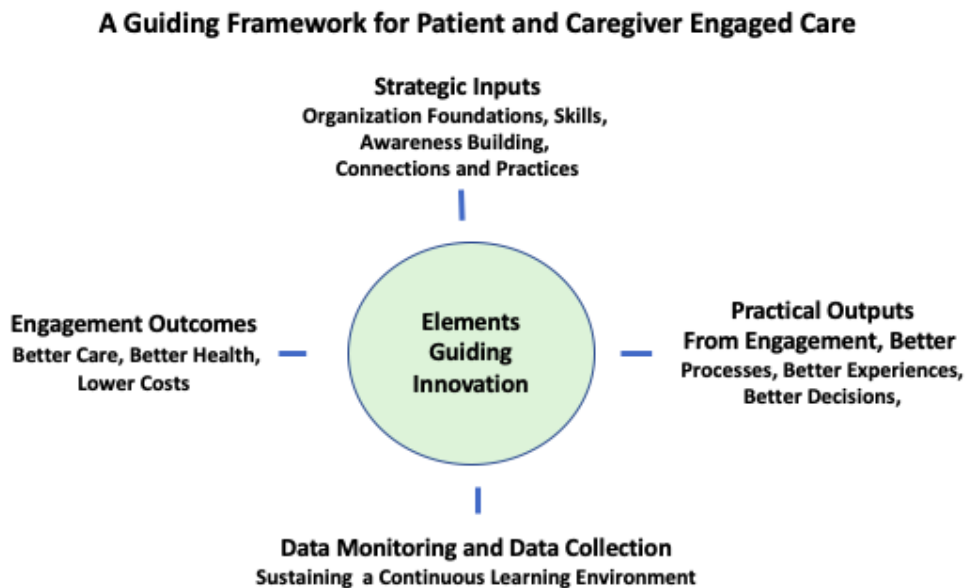 A Guiding Framework for Patient and Caregiver Engaged Care
Strategic Inputs
Organization Foundations, Skills,
Awareness Building,
Connections and Practices
Engagement Outcomes
Better Care, Better Health,
Lower Costs
Elements
Guiding
Innovation
Practical Outputs
From Engagement, Better
Processes, Better Experiences,
Better Decisions,
Data Monitoring and Data Collection
Sustaining a Continuous Learning Environment